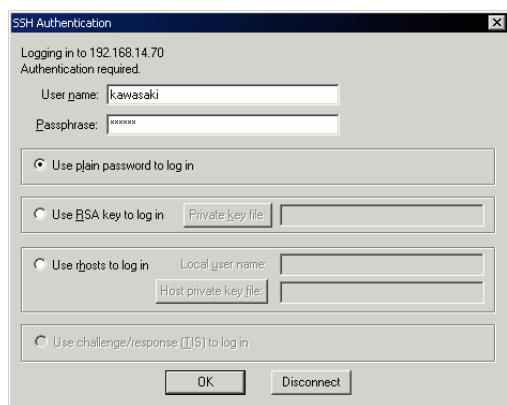 SSH Authentication
Logging in to 192.168.14.70
Authentication required.
User name: kawasaki
Passphrase: ******
Use plain password to log in
Use RSA key to log in Private key file:
Use rhosts to log in Local user name:
Host private key file:
Use challenge/response (TIS) to log in
OK Disconnect